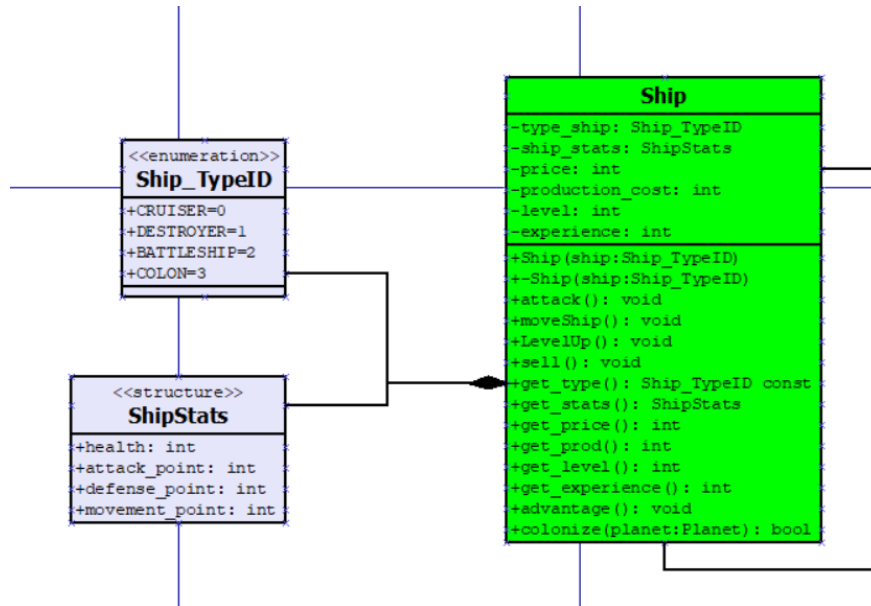 <<enumeration>>
Ship_TypeID
+CRUISER=0
+DESTROYER=1
+BATTLESHIP=2
+COLON=3
<<structure>>
ShipStats
+health: int
+attack_point: int
+defense_point: int
+movement_point: int
Ship
-type_ship: Ship_TypeID
-ship_stats: ShipStats
-price: int
-production_cost: int
-level: int
-experience: int
+Ship(ship:Ship_TypeID)
+~Ship(ship:Ship_TypeID)
+attack(): void
+moveShip(): void
+LevelUp(): void
+sell(): void
+get_type(): Ship_TypeID const
+get_stats(): ShipStats
+get_price(): int
+get_prod(): int
+get_level(): int
+get_experience(): int
+advantage(): void
+colonize(planet:Planet): bool